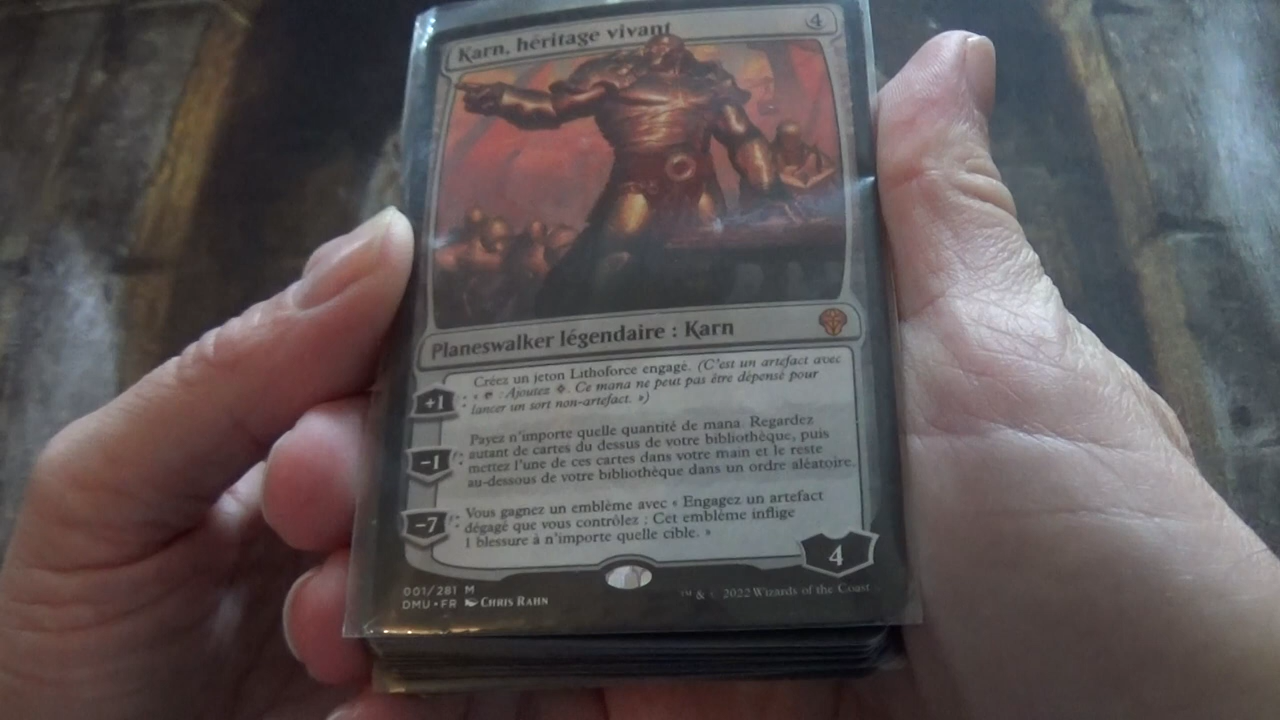 Karn, héritage vivant 4
Planeswalker légendaire : Karn
+1 : Créez un jeton Lithoforce engagé. (C'est un artefact avec
« : Ajoutez . Ce mana ne peut pas être dépensé pour
lancer un sort non-artefact. »)
-1 : Payez n'importe quelle quantité de mana. Regardez
autant de cartes du dessus de votre bibliothèque, puis
mettez l'une de ces cartes dans votre main et le reste
au-dessous de votre bibliothèque dans un ordre aléatoire.
-7 : Vous gagnez un emblème avec « Engagez un artefact
dégagé que vous contrôlez : Cet emblème inflige
1 blessure à n'importe quelle cible. »
4
001/281 M
DMU • FR Chris Rahn
™ & © 2022 Wizards of the Coast